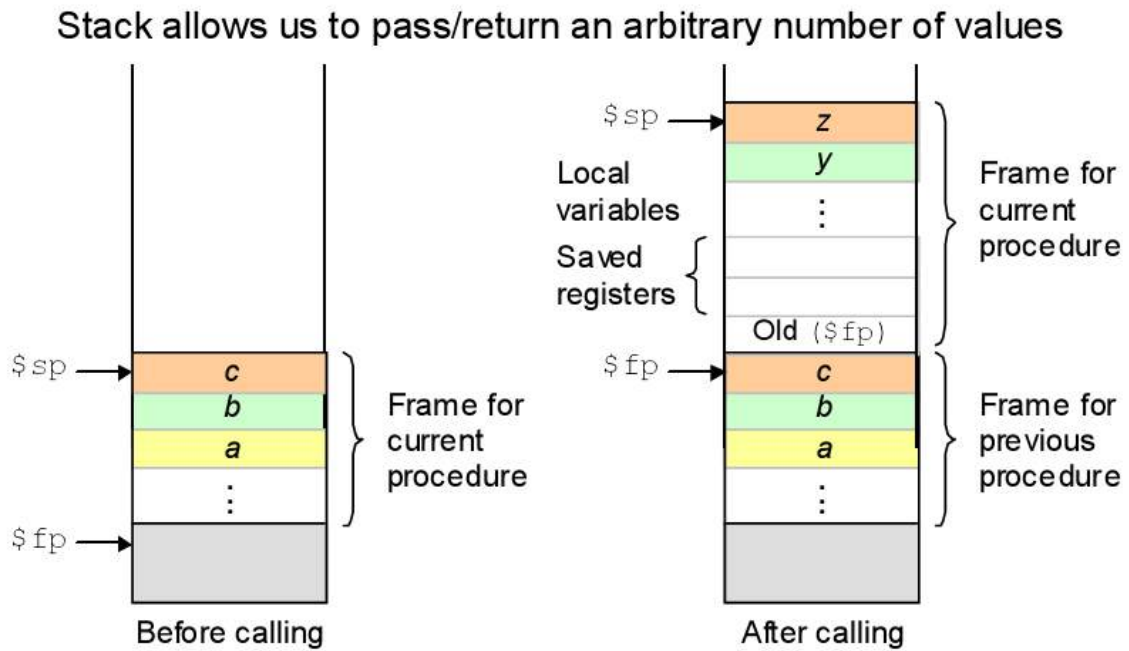 Stack allows us to pass/return an arbitrary number of values
$sp
c
b
a
⋮
$fp
Frame for
current
procedure
Before calling
$sp
z
y
⋮
Local
variables
Saved
registers
Old ($fp)
$fp
c
b
a
⋮
Frame for
current
procedure
Frame for
previous
procedure
After calling